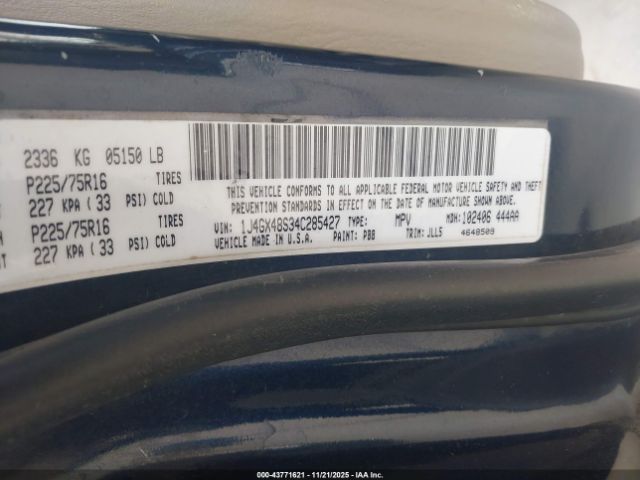 2336 KG 05150 LB
P225/75R16 TIRES
227 KPA ( 33 PSI) COLD
P225/75R16 TIRES
227 KPA ( 33 PSI) COLD
THIS VEHICLE CONFORMS TO ALL APPLICABLE FEDERAL MOTOR VEHICLE SAFETY AND THEFT
PREVENTION STANDARDS IN EFFECT ON THE DATE OF MANUFACTURE SHOWN ABOVE.
VIN: 1J4GX48S34C285427 TYPE: MPV MDH: 102406 444AA
VEHICLE MADE IN U.S.A. PAINT: PBB TRIM: JLL5 4648509
000-43771621 - 11/21/2025 - IAA Inc.